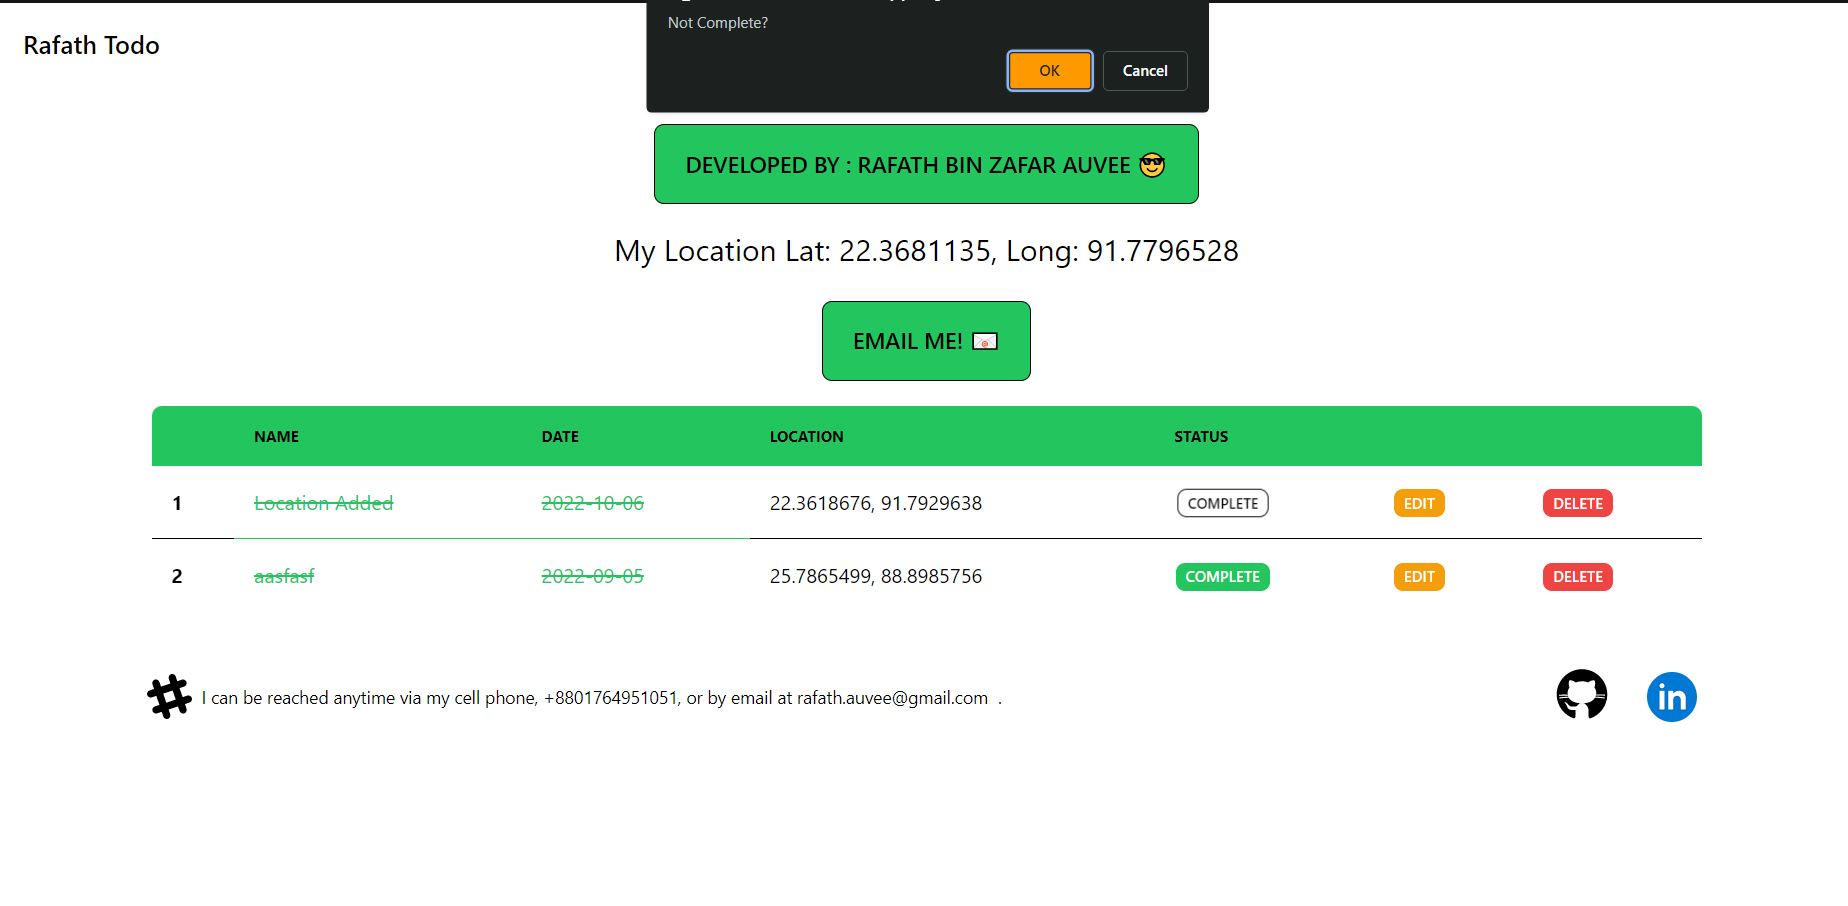 Not Complete?
OK Cancel
Rafath Todo
DEVELOPED BY : RAFATH BIN ZAFAR AUVEE 😎
My Location Lat: 22.3681135, Long: 91.7796528
EMAIL ME! 📧
NAME DATE LOCATION STATUS
1 Location Added 2022-10-06 22.3618676, 91.7929638 COMPLETE EDIT DELETE
2 aasfasf 2022-09-05 25.7865499, 88.8985756 COMPLETE EDIT DELETE
I can be reached anytime via my cell phone, +8801764951051, or by email at rafath.auvee@gmail.com .
in